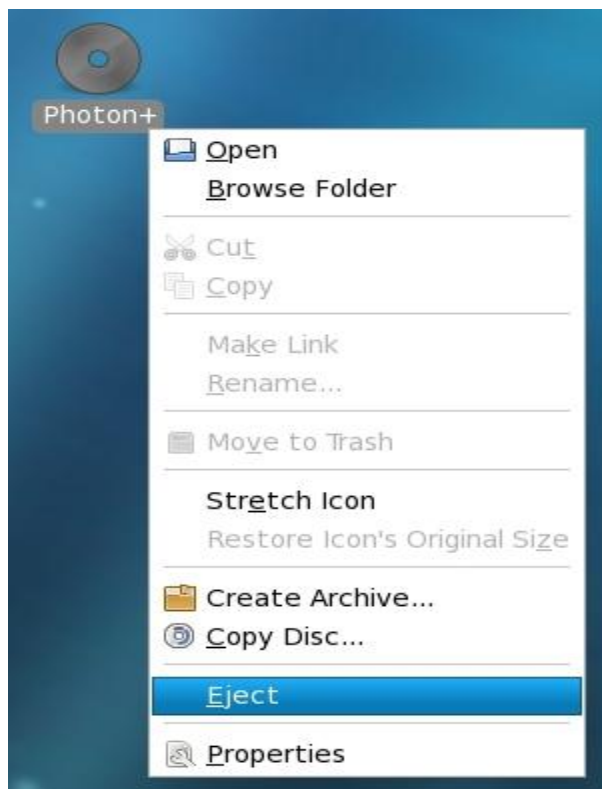 Photon+
Open
Browse Folder
Cut
Copy
Make Link
Rename...
Move to Trash
Stretch Icon
Restore Icon's Original Size
Create Archive...
Copy Disc...
Eject
Properties